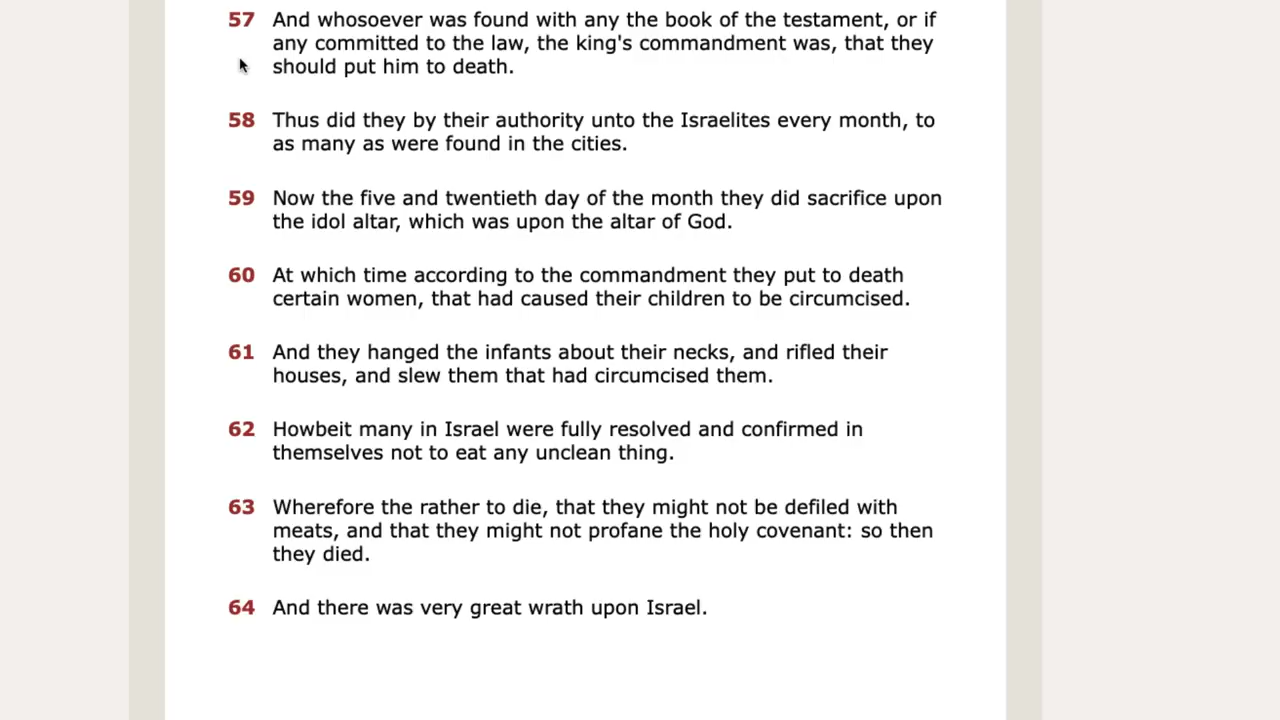 57 And whosoever was found with any the book of the testament, or if
any committed to the law, the king's commandment was, that they
should put him to death.
58 Thus did they by their authority unto the Israelites every month, to
as many as were found in the cities.
59 Now the five and twentieth day of the month they did sacrifice upon
the idol altar, which was upon the altar of God.
60 At which time according to the commandment they put to death
certain women, that had caused their children to be circumcised.
61 And they hanged the infants about their necks, and rifled their
houses, and slew them that had circumcised them.
62 Howbeit many in Israel were fully resolved and confirmed in
themselves not to eat any unclean thing.
63 Wherefore the rather to die, that they might not be defiled with
meats, and that they might not profane the holy covenant: so then
they died.
64 And there was very great wrath upon Israel.